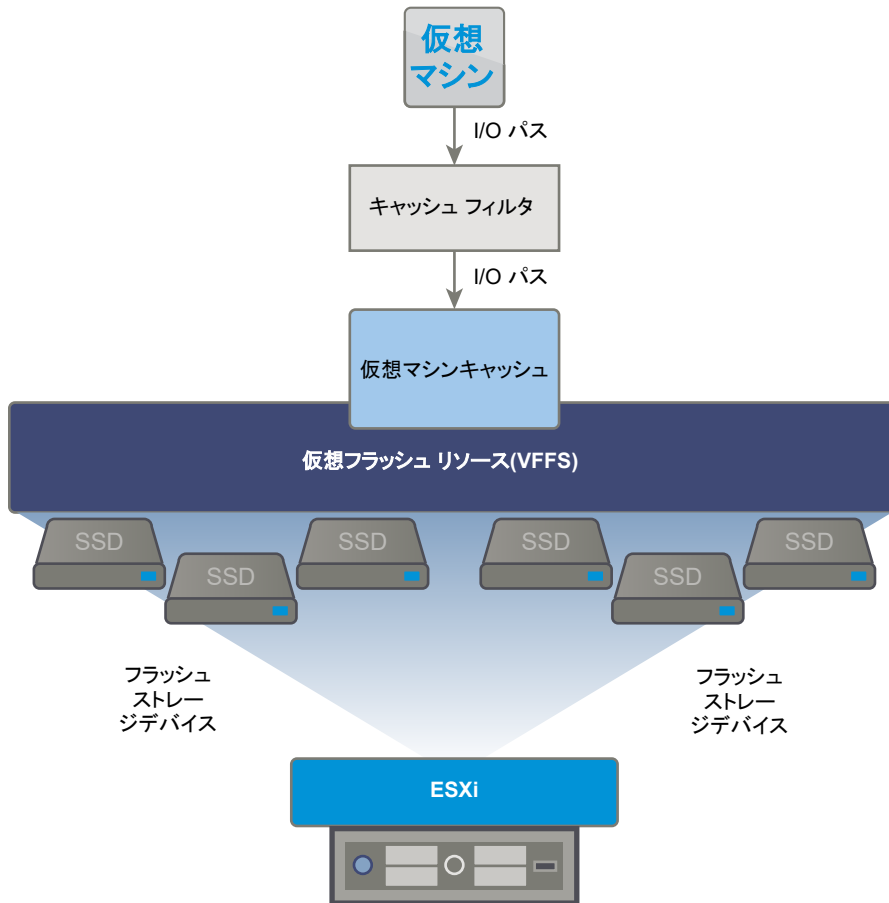 仮想
マシン
I/O パス
キャッシュ フィルタ
I/O パス
仮想マシンキャッシュ
仮想フラッシュ リソース(VFFS)
SSD
SSD
SSD
SSD
SSD
SSD
フラッシュ
ストレー
ジデバイス
フラッシュ
ストレー
ジデバイス
ESXi